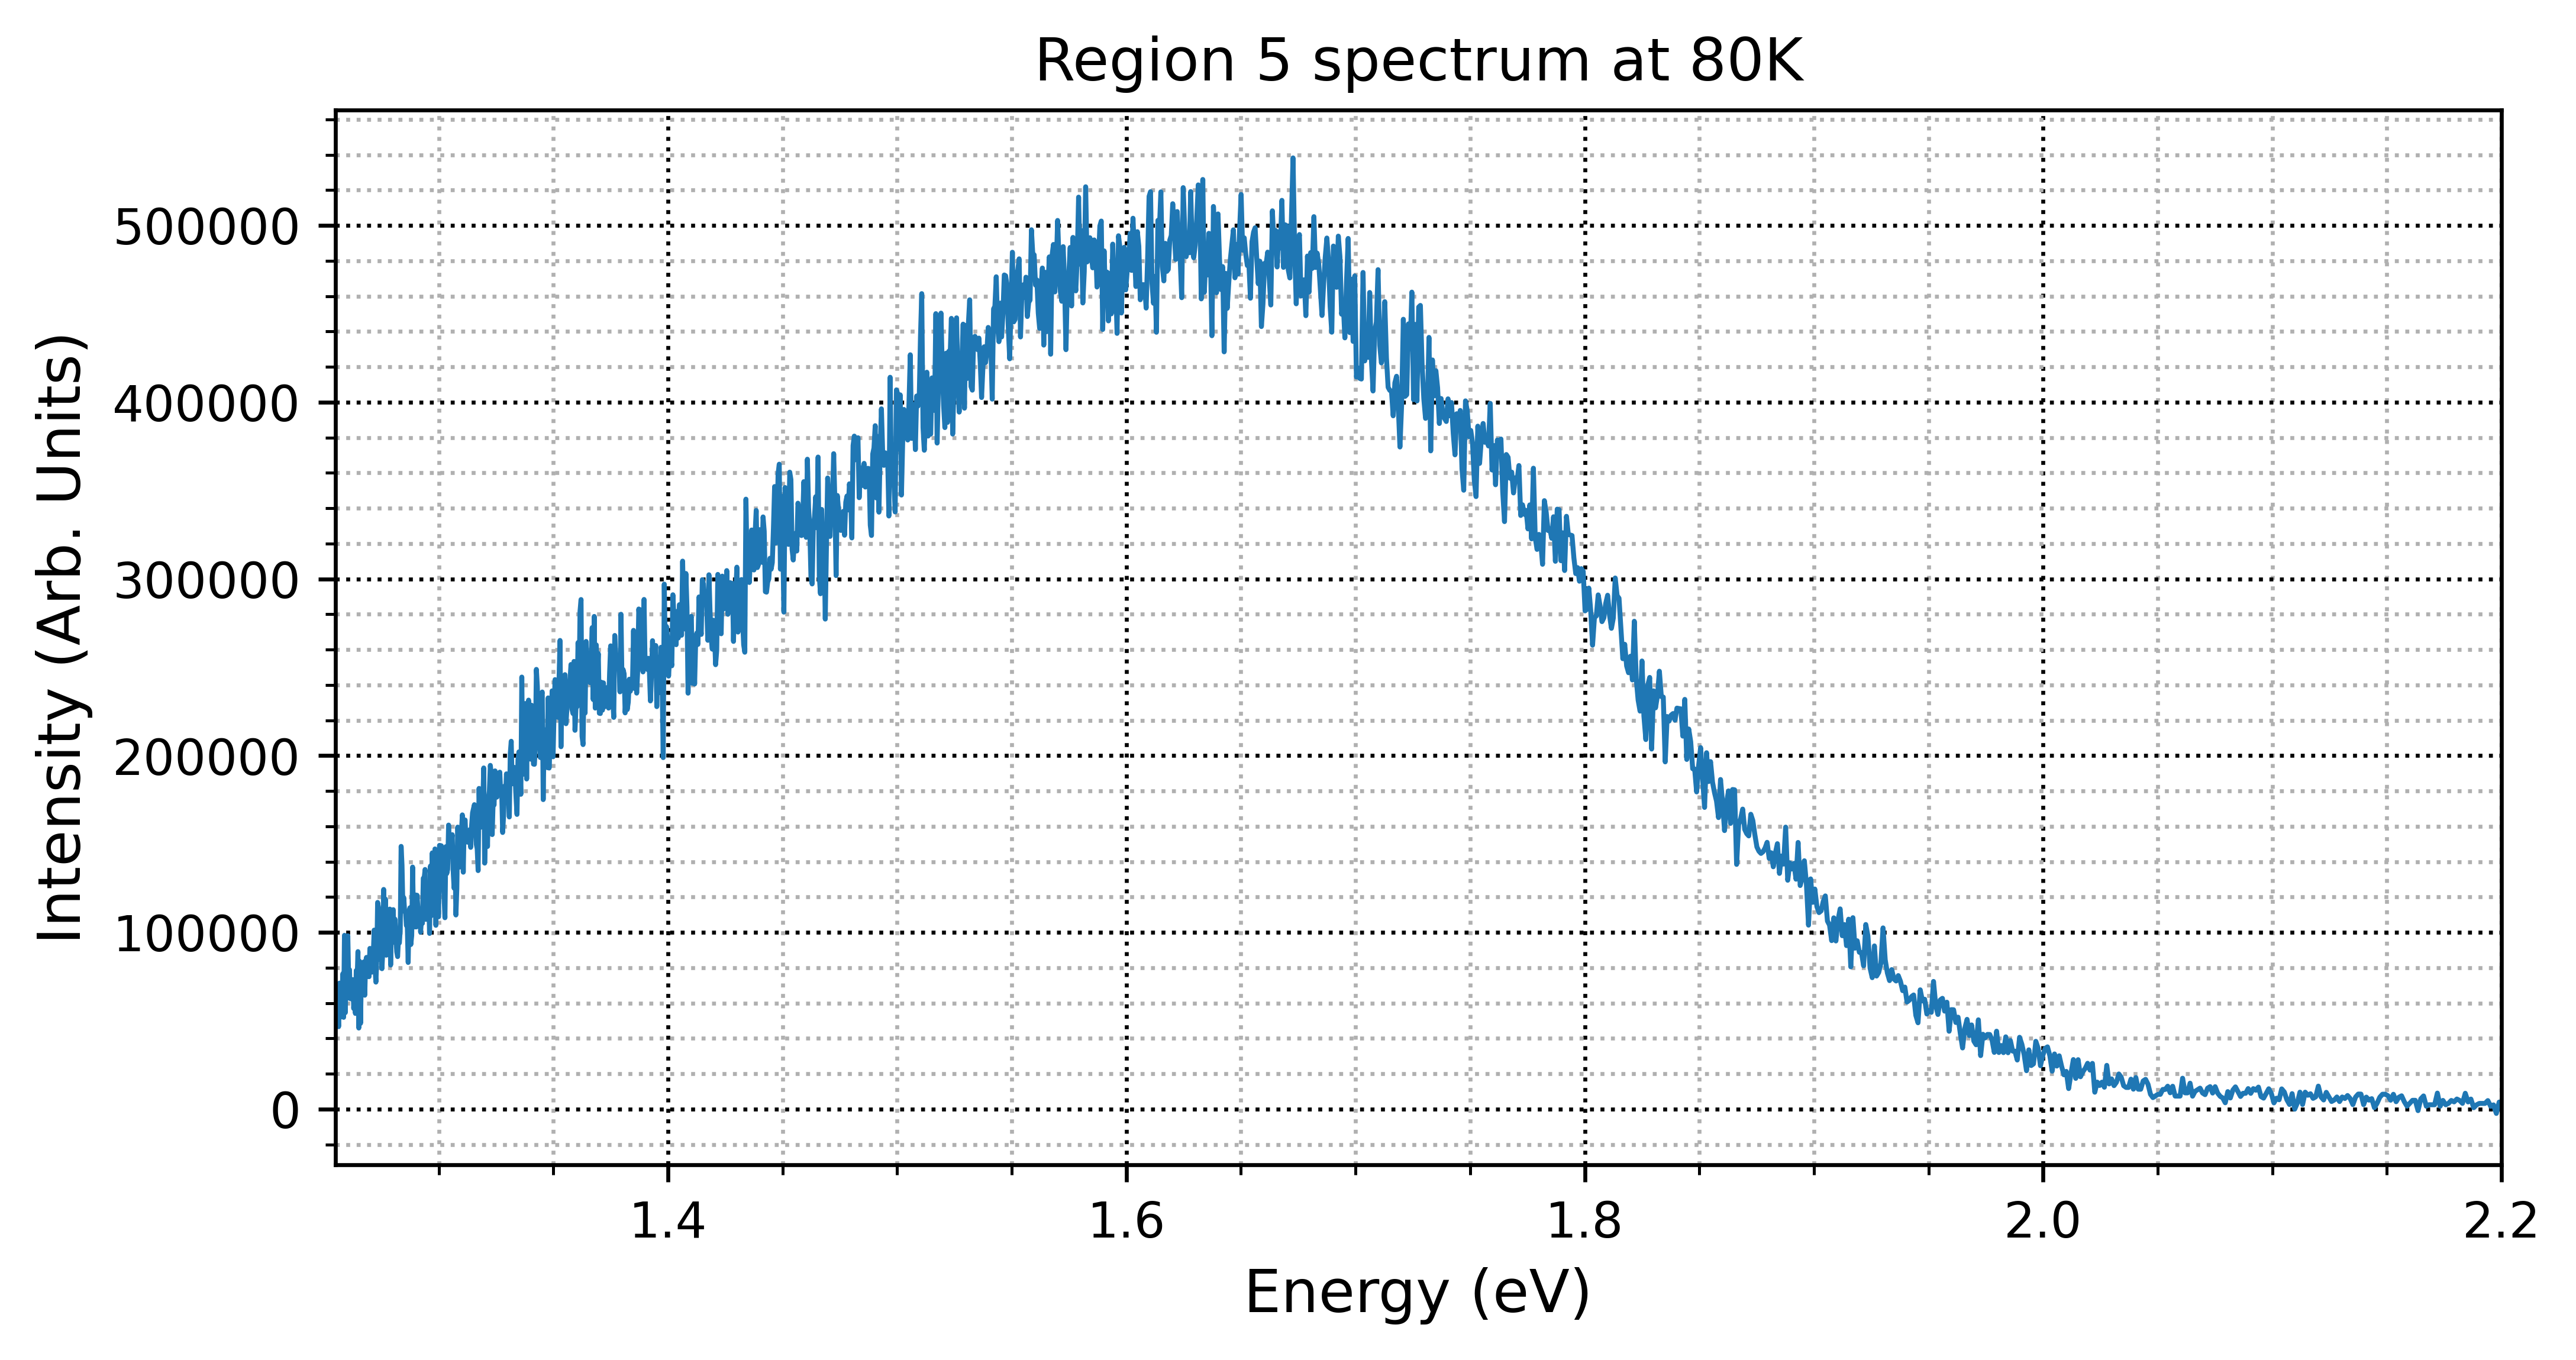 Region 5 spectrum at 80K
Intensity (Arb. Units)
500000
400000
300000
200000
100000
0
1.4 1.6 1.8 2.0 2.2
Energy (eV)